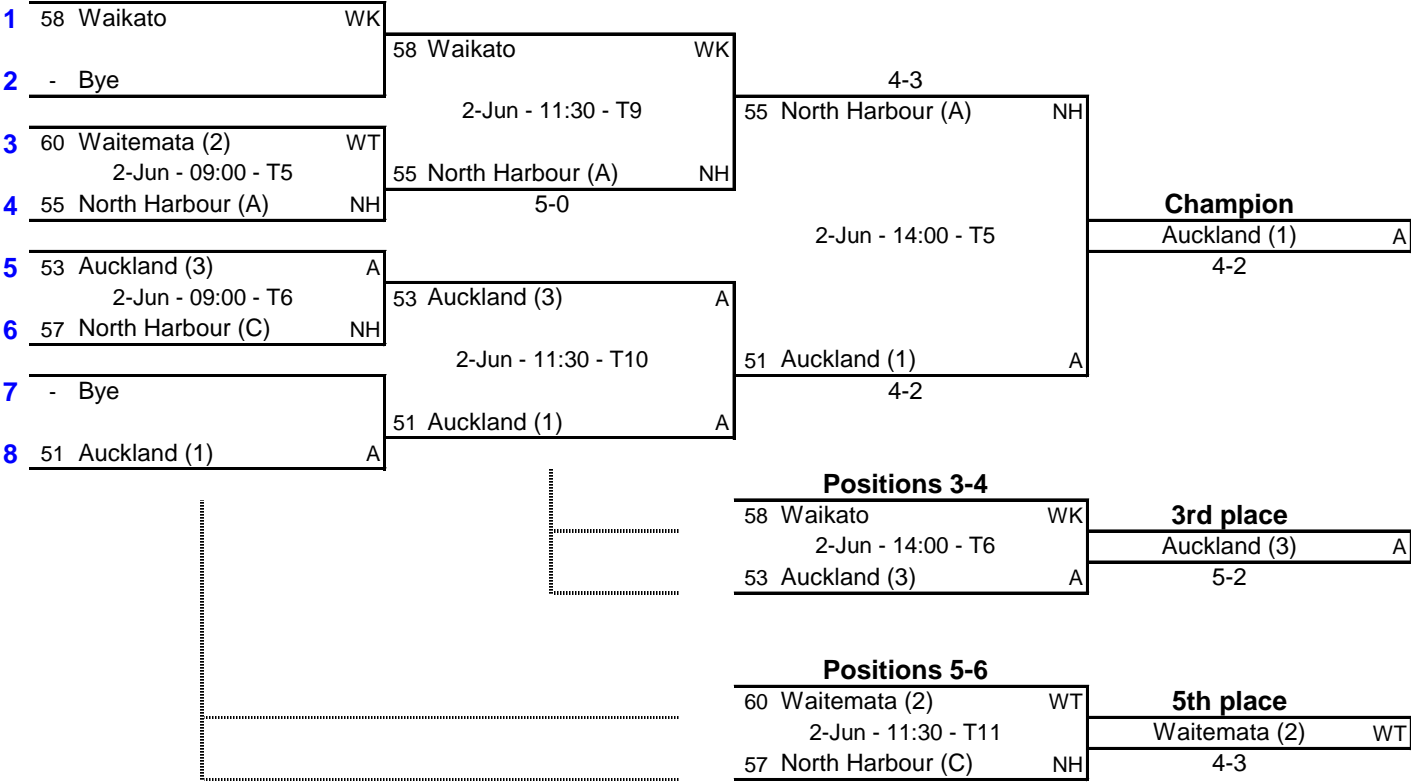 1 58 Waikato WK
2 - Bye
3 60 Waitemata (2) WT
2-Jun - 09:00 - T5
4 55 North Harbour (A) NH
5 53 Auckland (3) A
2-Jun - 09:00 - T6
6 57 North Harbour (C) NH
7 - Bye
8 51 Auckland (1) A
58 Waikato WK
2-Jun - 11:30 - T9
55 North Harbour (A) NH
5-0
53 Auckland (3) A
2-Jun - 11:30 - T10
51 Auckland (1) A
4-3
55 North Harbour (A) NH
2-Jun - 14:00 - T5
51 Auckland (1) A
4-2
Champion
Auckland (1) A
4-2
Positions 3-4
58 Waikato WK
2-Jun - 14:00 - T6
53 Auckland (3) A
3rd place
Auckland (3) A
5-2
Positions 5-6
60 Waitemata (2) WT
2-Jun - 11:30 - T11
57 North Harbour (C) NH
5th place
Waitemata (2) WT
4-3